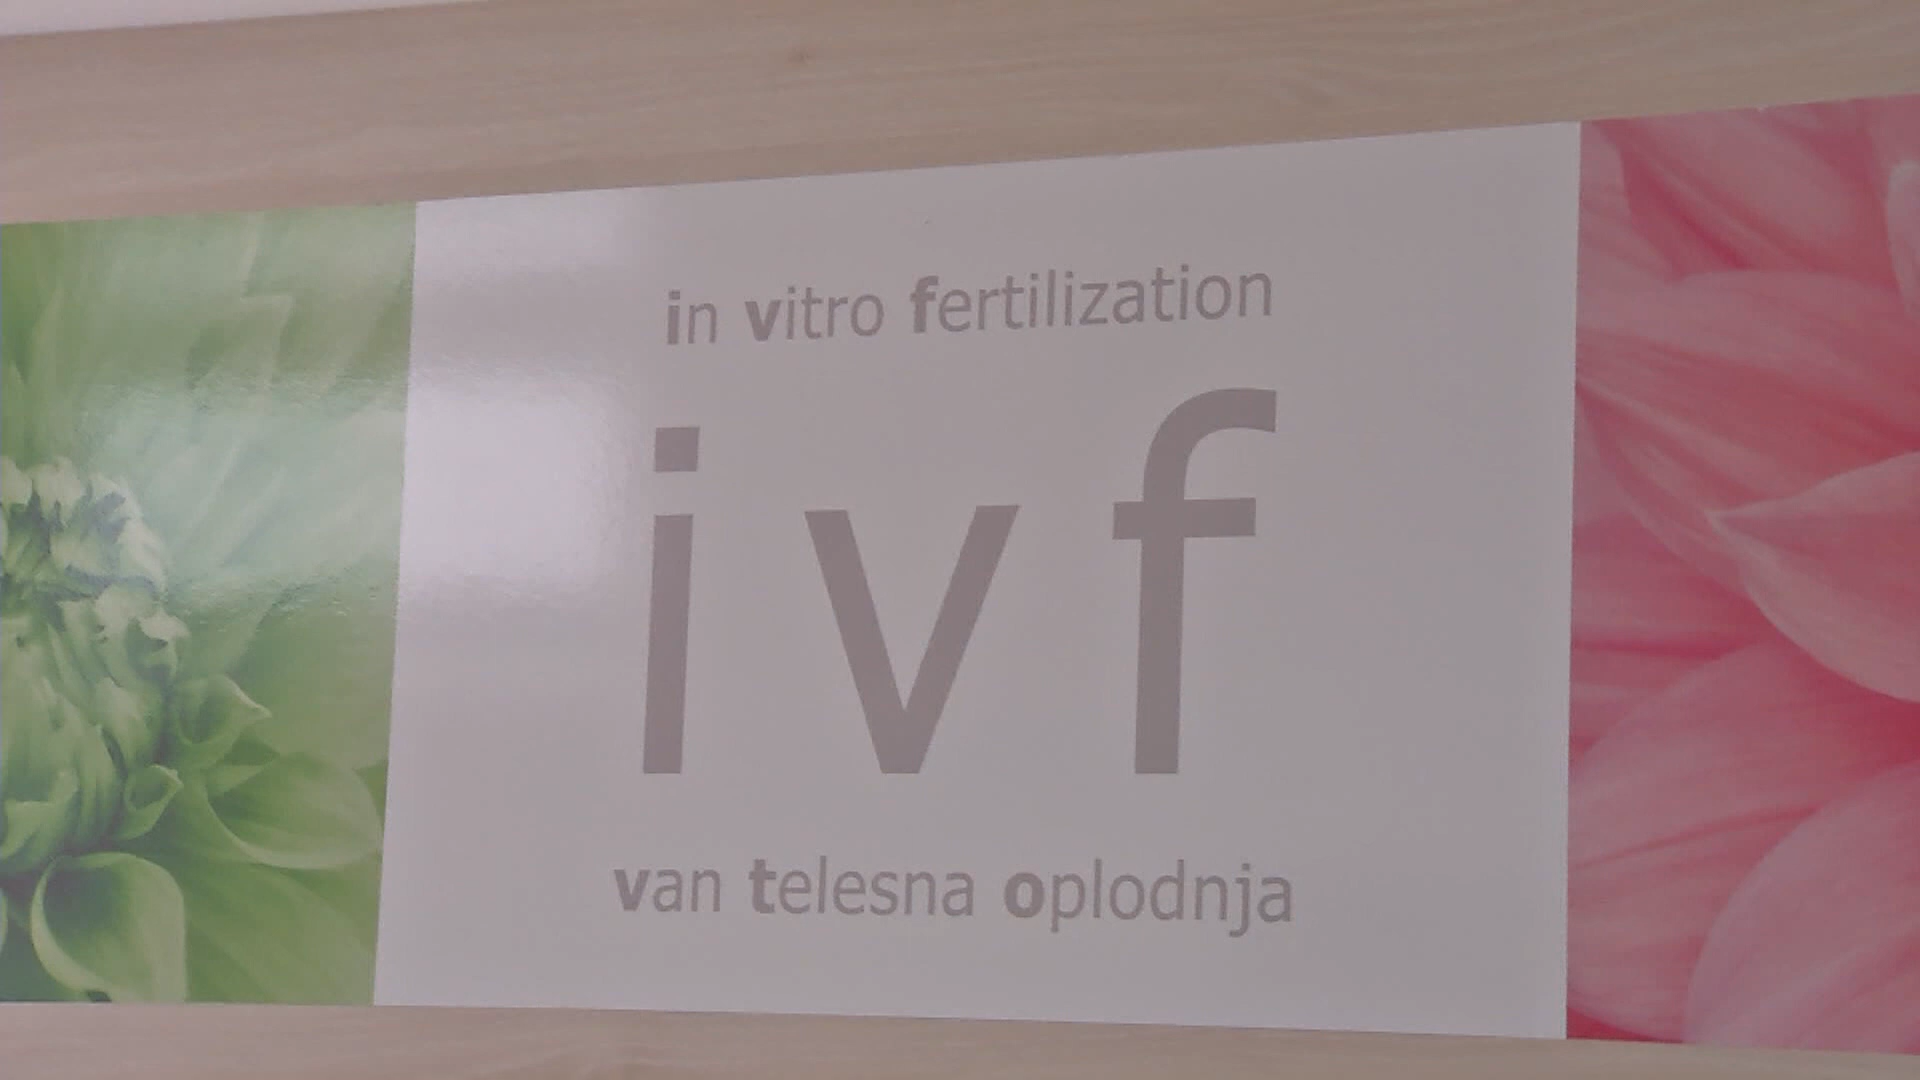 in vitro fertilization
ivf
van telesna oplodnja